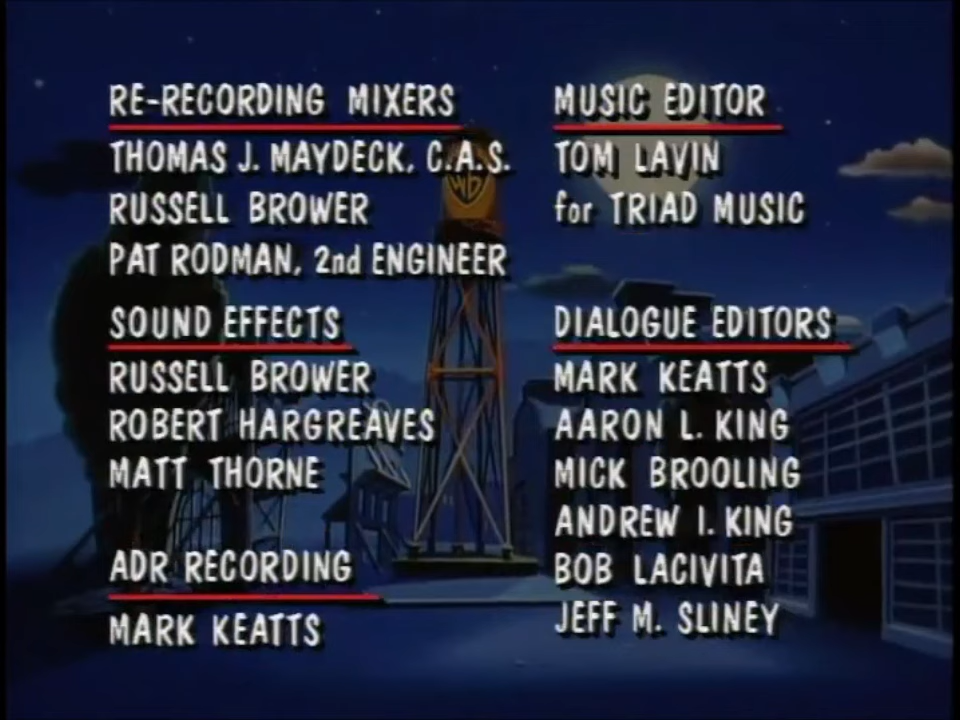 RE-RECORDING MIXERS
THOMAS J. MAYDECK, C.A.S.
RUSSELL BROWER
PAT RODMAN, 2nd ENGINEER
SOUND EFFECTS
RUSSELL BROWER
ROBERT HARGREAVES
MATT THORNE
ADR RECORDING
MARK KEATTS
MUSIC EDITOR
TOM LAVIN
for TRIAD MUSIC
DIALOGUE EDITORS
MARK KEATTS
AARON L. KING
MICK BROOLING
ANDREW I. KING
BOB LACIVITA
JEFF M. SLINEY
WB